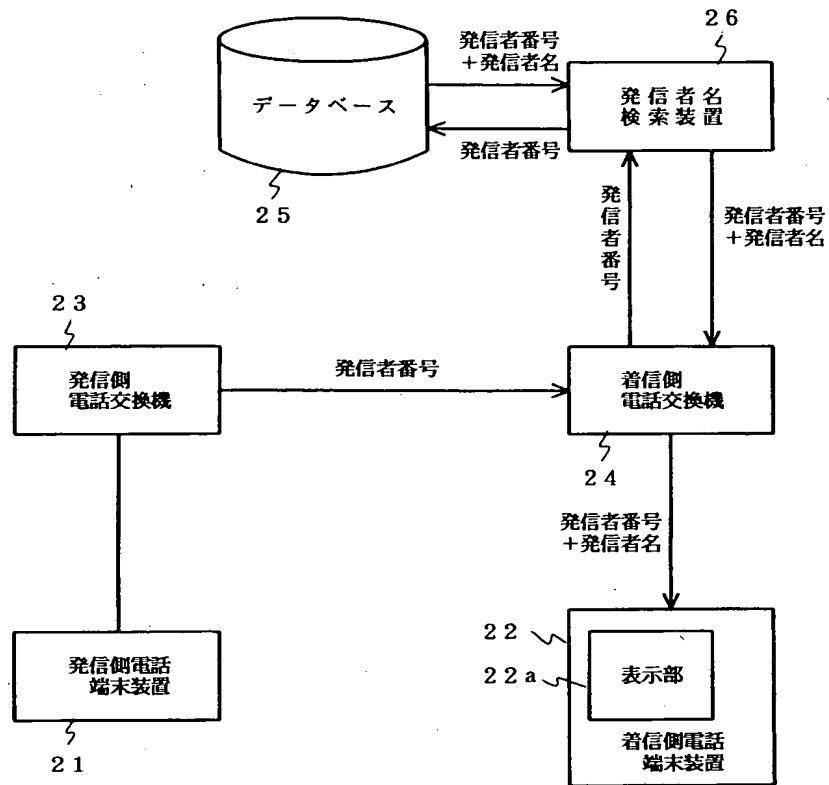 26
発信者番号
+発信者名
データベース
発信者名
検索装置
発信者番号
25
発信者番号
発信者番号
+発信者名
23
発信側
電話交換機
発信者番号
着信側
電話交換機
24
発信者番号
+発信者名
22
22a
表示部
発信側電話
端末装置
着信側電話
端末装置
21